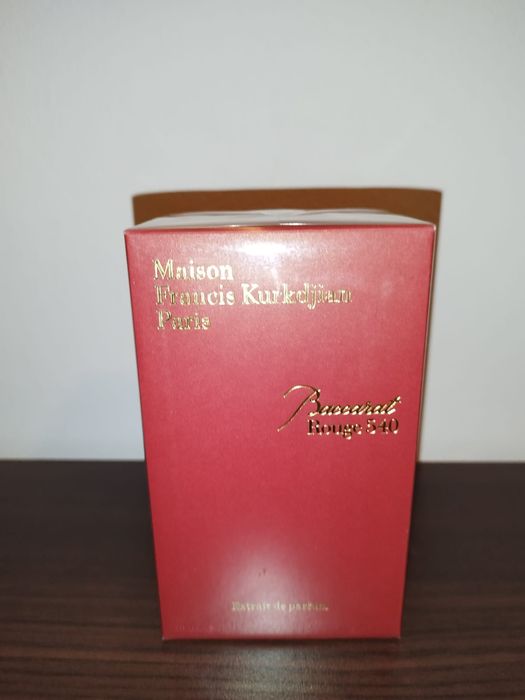 Maison
Francis Kurkdjian
Paris
Baccarat
Rouge 540
Extrait de parfum